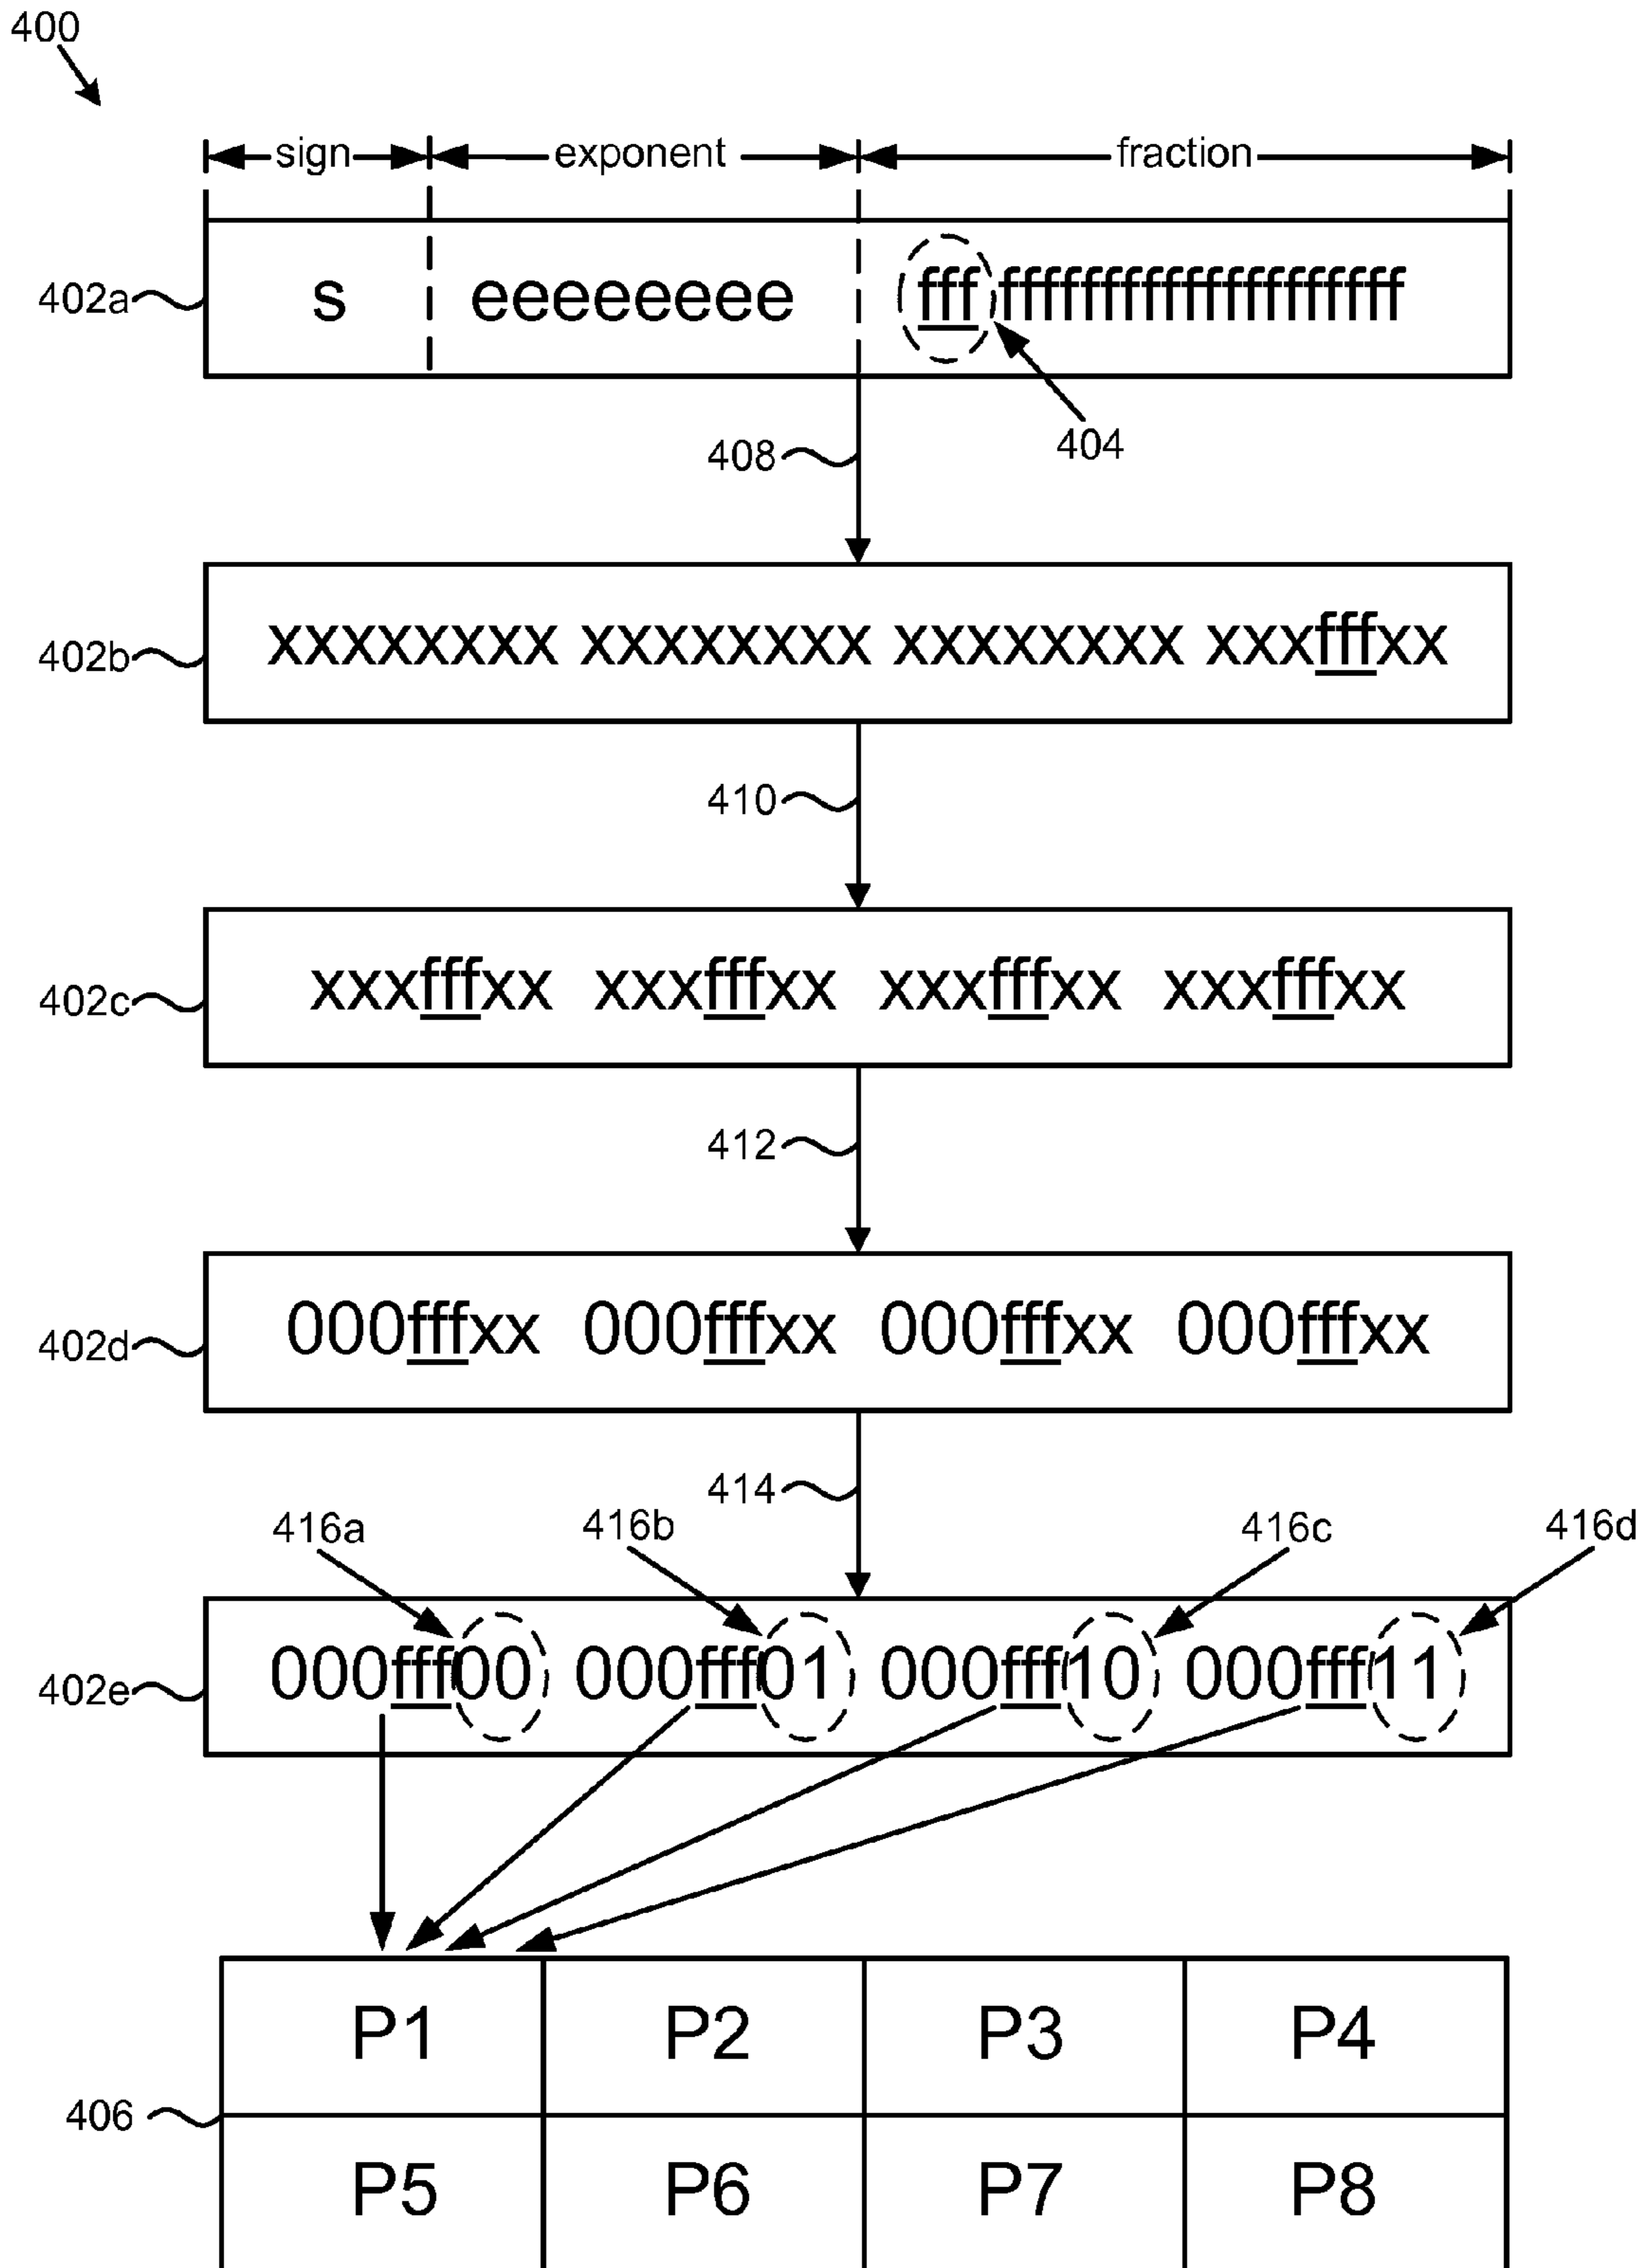 400
sign exponent fraction
402a s eeeeeeee fff ffffffffffffffffffff
404
408
402b xxxxxxxx xxxxxxxx xxxxxxxx xxxfffxx
410
402c xxxfffxx xxxfffxx xxxfffxx xxxfffxx
412
402d 000fffxx 000fffxx 000fffxx 000fffxx
414
416a 416b 416c 416d
402e 000fff00 000fff01 000fff10 000fff11
P1 P2 P3 P4
406
P5 P6 P7 P8